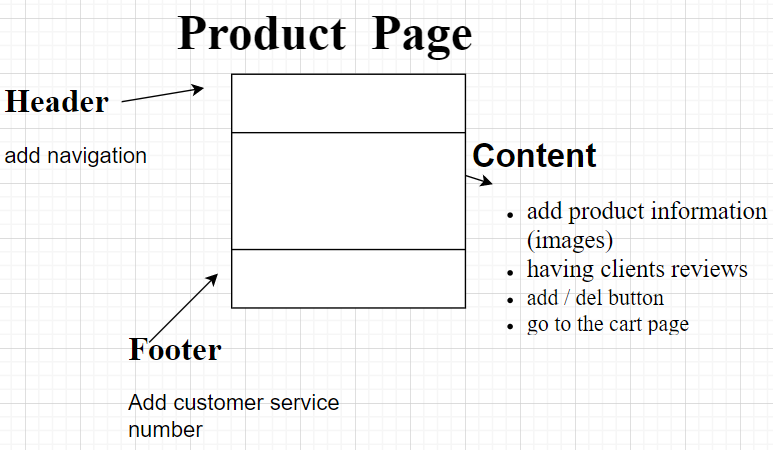 Product Page
Header
add navigation
Content
• add product information
(images)
• having clients reviews
• add / del button
• go to the cart page
Footer
Add customer service
number